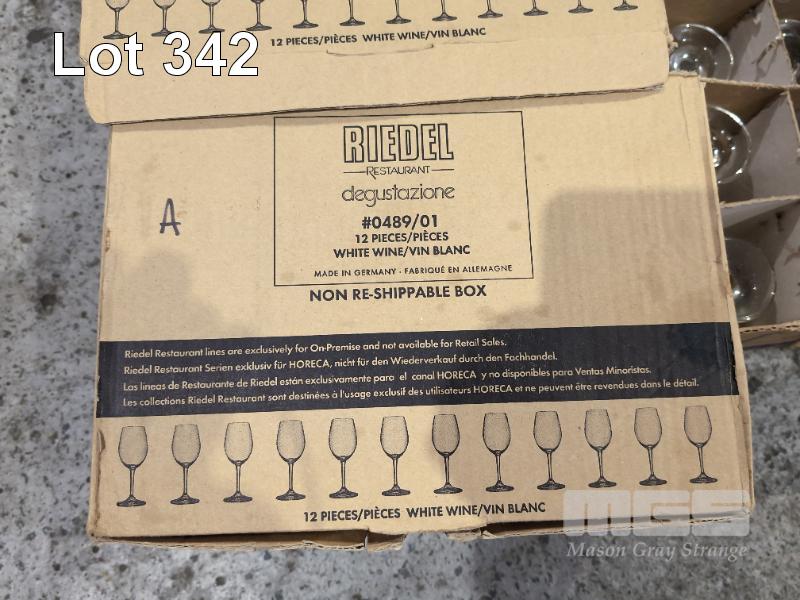 12 PIECES/PIÈCES WHITE WINE/VIN BLANC
Lot 342
RIEDEL
RESTAURANT
degustazione
#0489/01
12 PIECES/PIÈCES
WHITE WINE/VIN BLANC
MADE IN GERMANY - FABRIQUÉ EN ALLEMAGNE
NON RE-SHIPPABLE BOX
A
Riedel Restaurant lines are exclusively for On-Premise and not available for Retail Sales.
Riedel Restaurant Serien exklusiv für HORECA, nicht für den Wiederverkauf durch den Fachhandel.
Las lineas de Restaurante de Riedel están exclusivamente para el canal HORECA y no disponibles para Ventas Minoristas.
Les collections Riedel Restaurant sont destinées à l'usage exclusif des utilisateurs HORECA et ne peuvent être revendues dans le détail.
12 PIECES/PIÈCES WHITE WINE/VIN BLANC
MGS
Mason Gray Strange